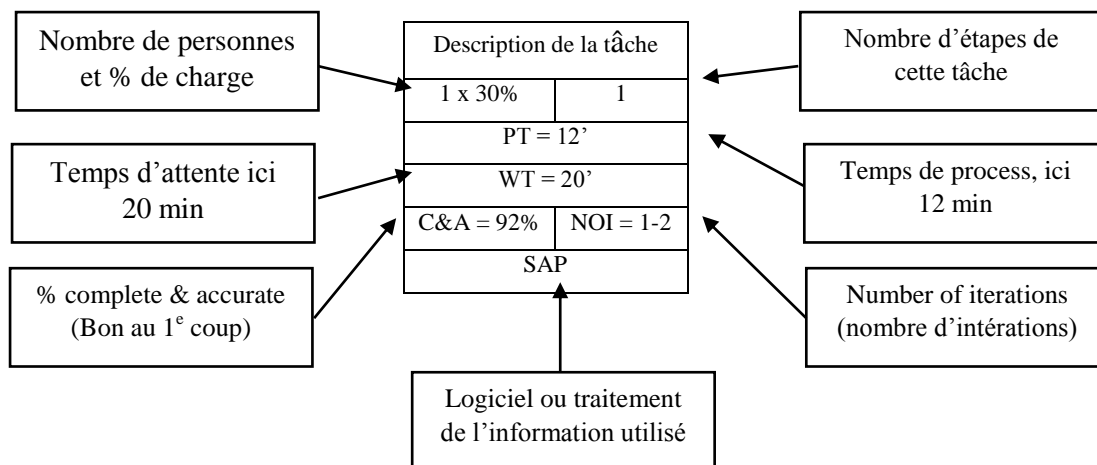 Nombre de personnes
et % de charge
Description de la tâche
Nombre d’étapes de
cette tâche
1 x 30%
1
PT = 12’
Temps d’attente ici
20 min
WT = 20’
Temps de process, ici
12 min
C&A = 92%
NOI = 1-2
SAP
% complete & accurate
(Bon au 1e coup)
Number of iterations
(nombre d’intérations)
Logiciel ou traitement
de l’information utilisé